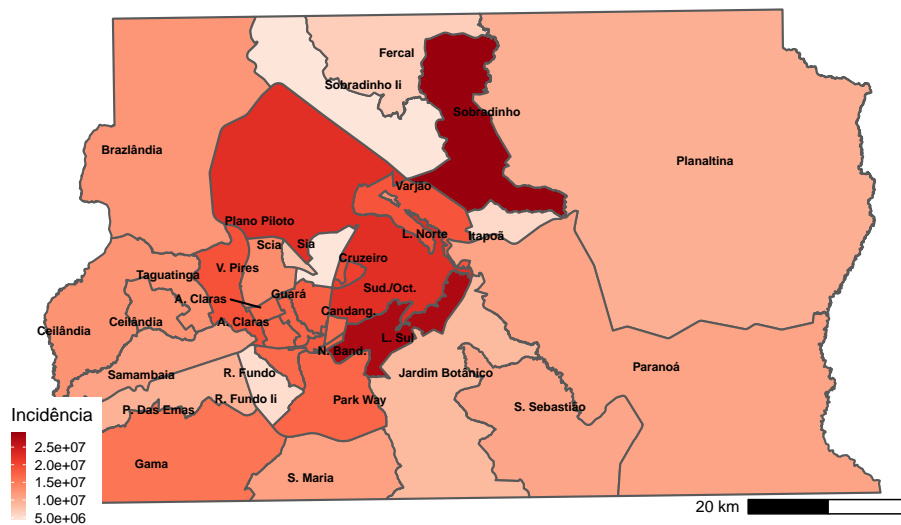 Fercal
Sobradinho Ii
Sobradinho
Brazlândia
Planaltina
Varjão
Plano Piloto
L. Norte
Itapoã
Scia
Sia
Cruzeiro
V. Pires
Taguatinga
Guará
Sud./Oct.
A. Claras
Candang.
Ceilândia
Ceilândia
A. Claras
L. Sul
N. Band.
Samambaia
R. Fundo
Jardim Botânico
Paranoá
R. Fundo Ii
Park Way
P. Das Emas
S. Sebastião
Gama
S. Maria
Incidência
2.5e+07
2.0e+07
1.5e+07
1.0e+07
5.0e+06
20 km